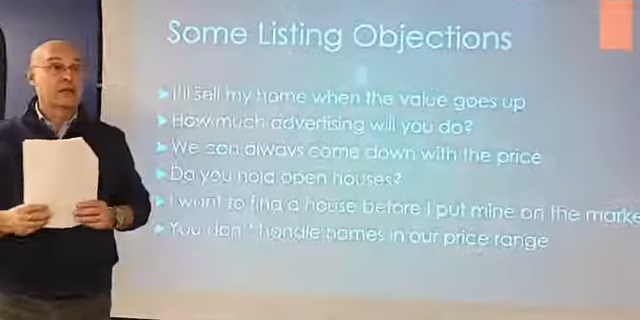 Some Listing Objections
I'll sell my home when the value goes up
How much advertising will you do?
We can always come down with the price
Do you hold open houses?
I want to find a house before I put mine on the marke
You don't handle homes in our price range